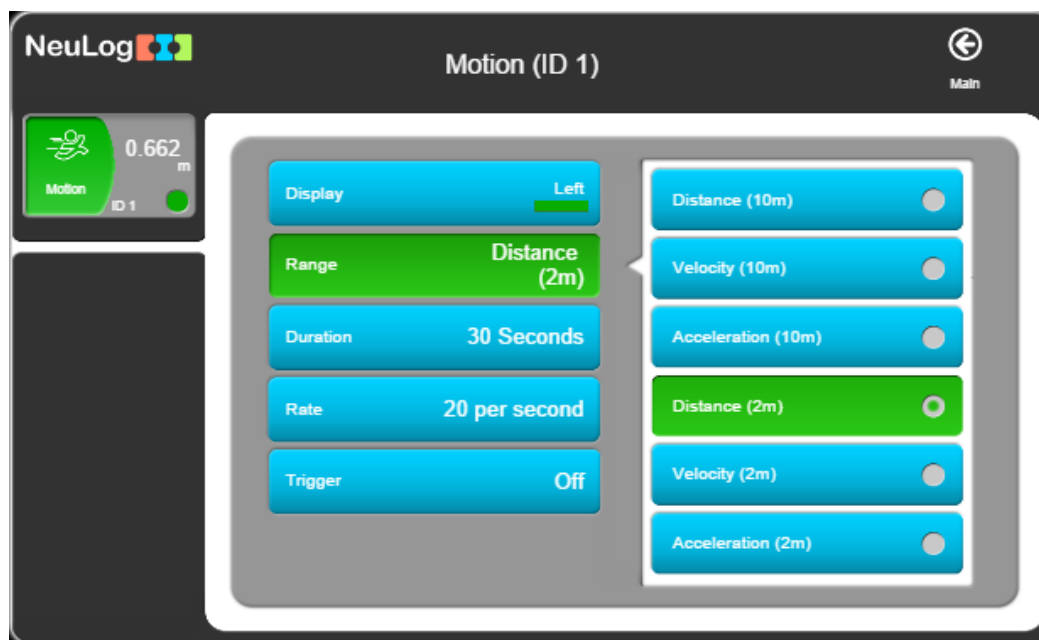 NeuLog
Motion (ID 1)
Main
0.662
m
Motion
ID 1
Display Left
Range Distance
(2m)
Duration 30 Seconds
Rate 20 per second
Trigger Off
Distance (10m)
Velocity (10m)
Acceleration (10m)
Distance (2m)
Velocity (2m)
Acceleration (2m)